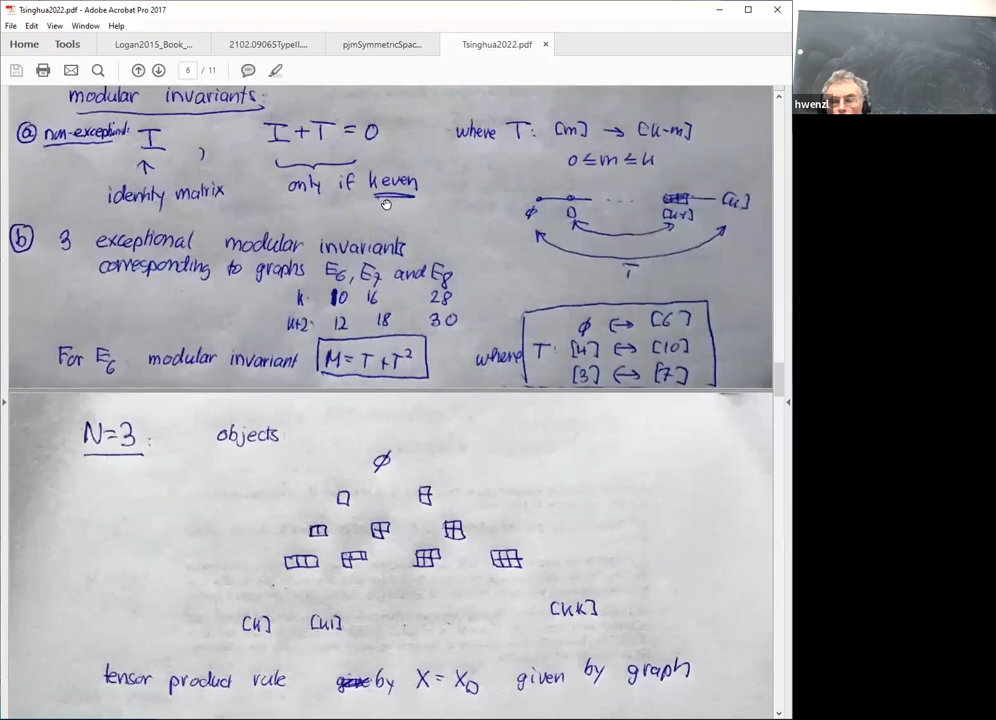 Tsinghua2022.pdf - Adobe Acrobat Pro 2017
File Edit View Window Help
Home Tools Logan2015_Book_... 2102.09065TypeII.... pjmSymmetricSpac... Tsinghua2022.pdf ×
6 / 11
hwenzl
modular invariants
(a) non-exceptional: I , I + T = 0 where T: [m] → [k-m]
0 ≤ m ≤ k
↑ only if k even
identity matrix
φ □ ... [k]
T
(b) 3 exceptional modular invariants
corresponding to graphs E6, E7 and E8
k: 10 16 28
k+2: 12 18 30
φ ↔ [6]
For E6 modular invariant M = T + T² where T: [4] ↔ [10]
[3] ↔ [7]
N=3: objects
φ
[k] [k1] [kk]
tensor product rule by X = X□ given by graph